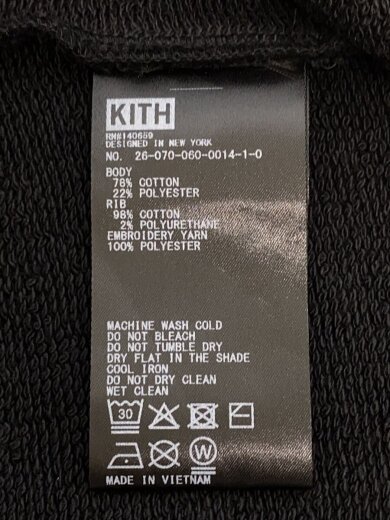 KITH
RN#140659
DESIGNED IN NEW YORK
NO. 26-070-060-0014-1-0
BODY
78% COTTON
22% POLYESTER
RIB
98% COTTON
2% POLYURETHANE
EMBROIDERY YARN
100% POLYESTER
MACHINE WASH COLD
DO NOT BLEACH
DO NOT TUMBLE DRY
DRY FLAT IN THE SHADE
COOL IRON
DO NOT DRY CLEAN
WET CLEAN
30
W
MADE IN VIETNAM